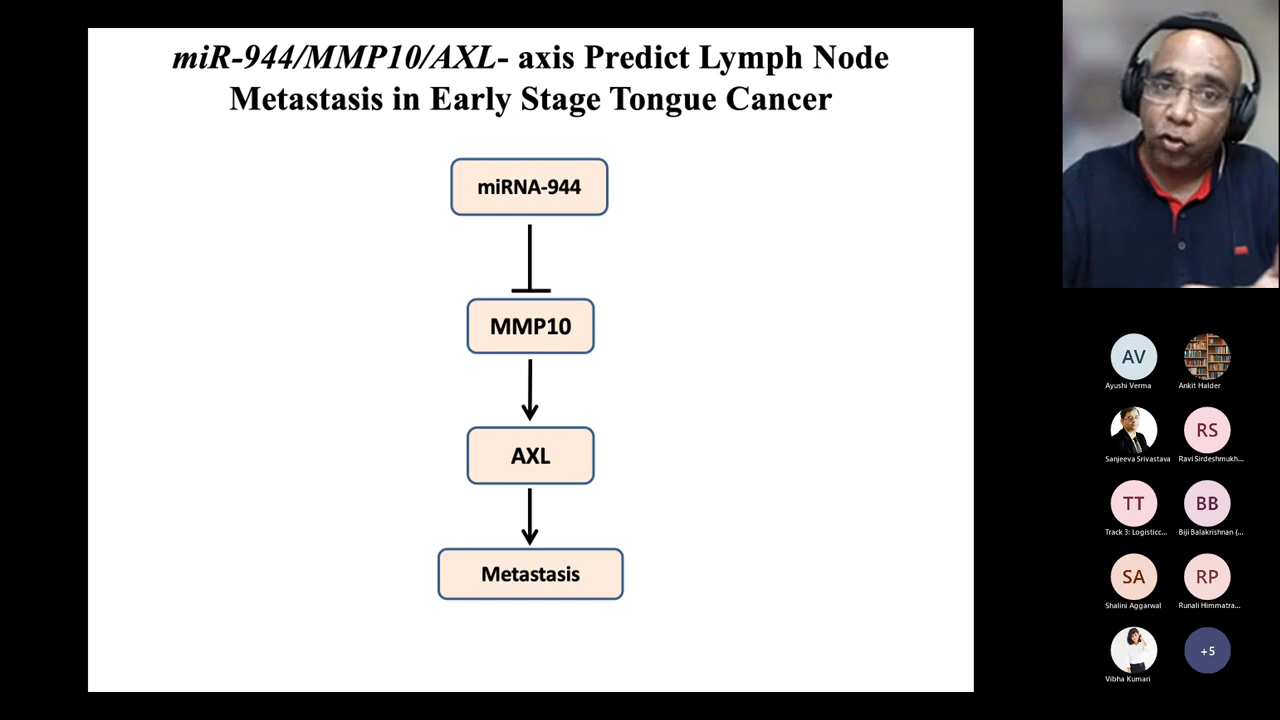 miR-944/MMP10/AXL- axis Predict Lymph Node
Metastasis in Early Stage Tongue Cancer
miRNA-944
MMP10
AXL
Metastasis
AV
Ayushi Verma
Ankit Halder
Sanjeeva Srivastava
RS
Ravi Sirdeshmukh...
TT
Track 3: Logisticc...
BB
Biji Balakrishnan (...
SA
Shalini Aggarwal
RP
Runali Himmatra...
Vibha Kumari
+5